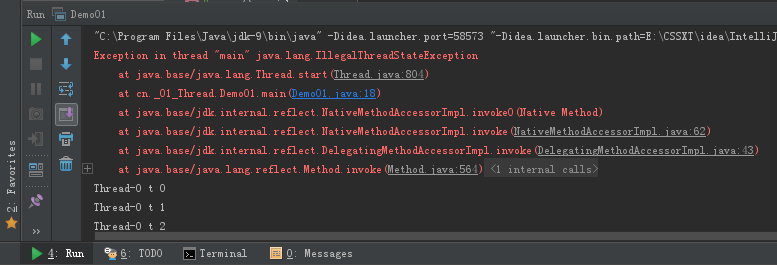 Run Demo01
"C:\Program Files\Java\jdk-9\bin\java" -Didea.launcher.port=58573 "-Didea.launcher.bin.path=E:\CSSXT\idea\IntelliJ
Exception in thread "main" java.lang.IllegalThreadStateException
at java.base/java.lang.Thread.start(Thread.java:804)
at cn._01_Thread.Demo01.main(Demo01.java:18)
at java.base/jdk.internal.reflect.NativeMethodAccessorImpl.invoke0(Native Method)
at java.base/jdk.internal.reflect.NativeMethodAccessorImpl.invoke(NativeMethodAccessorImpl.java:62)
at java.base/jdk.internal.reflect.DelegatingMethodAccessorImpl.invoke(DelegatingMethodAccessorImpl.java:43)
at java.base/java.lang.reflect.Method.invoke(Method.java:564) <1 internal calls>
Thread-0 t 0
Thread-0 t 1
Thread-0 t 2
2: Favorites
4: Run 6: TODO Terminal 0: Messages